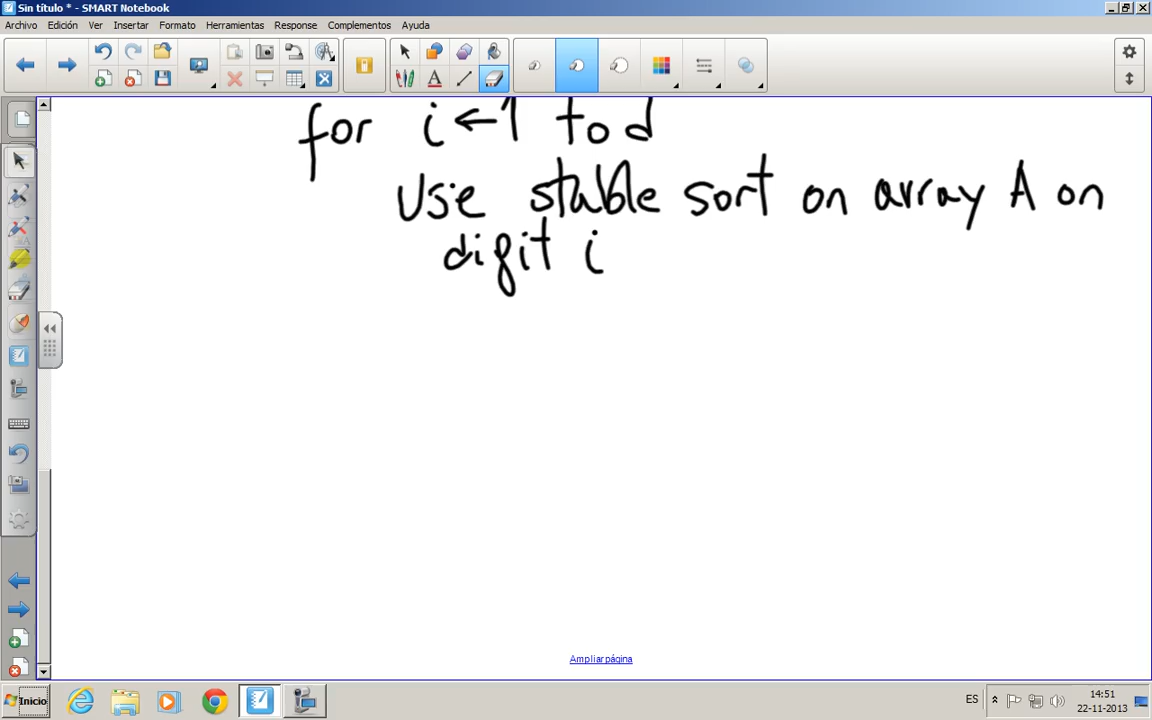 Sin título * - SMART Notebook
Archivo Edición Ver Insertar Formato Herramientas Response Complementos Ayuda
for i ← 1 to d
Use stable sort on array A on
digit i
Ampliar página
Inicio
ES
14:51
22-11-2013